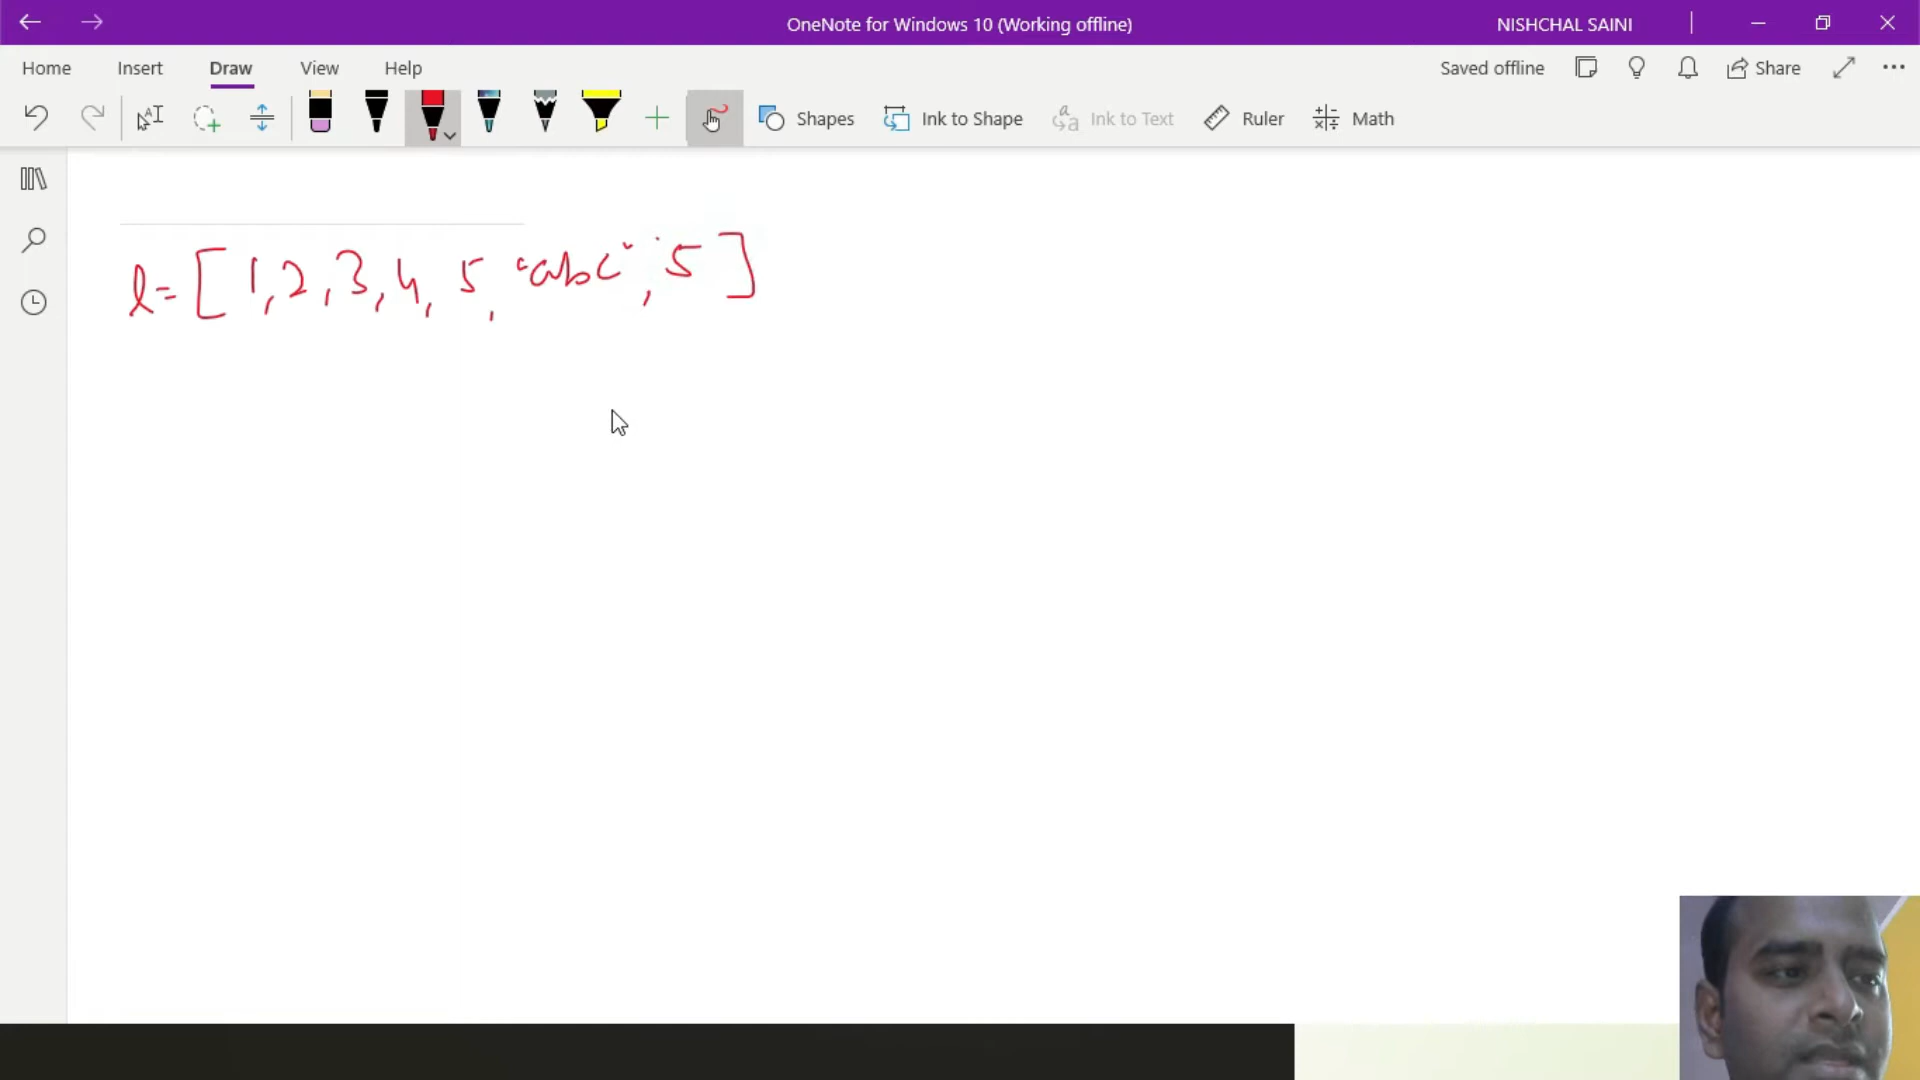 OneNote for Windows 10 (Working offline)
NISHCHAL SAINI
Home Insert Draw View Help
Saved offline
Share
Shapes Ink to Shape Ink to Text Ruler Math
l= [ 1, 2, 3, 4, 5, "abc", 5 ]